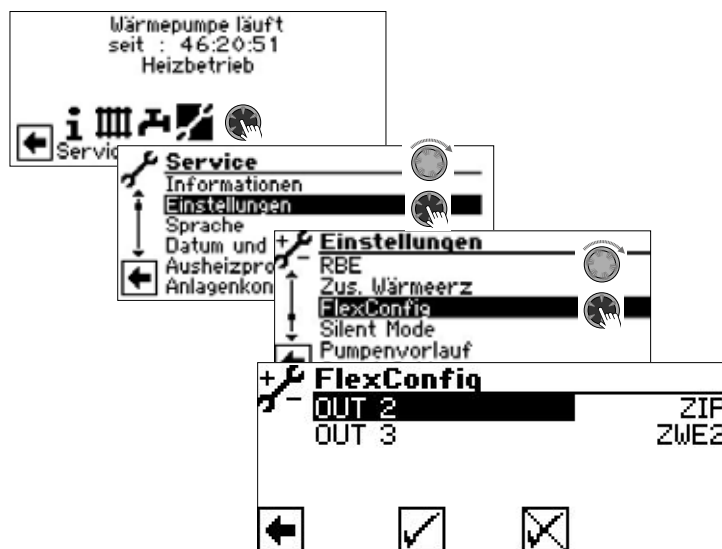 Wärmepumpe läuft
seit : 46:20:51
Heizbetrieb
Servic
Service
Informationen
Einstellungen
Sprache
Datum und
Ausheizpro
Anlagenkon
Einstellungen
RBE
Zus. Wärmeerz
FlexConfig
Silent Mode
Pumpenvorlauf
FlexConfig
OUT 2 ZIP
OUT 3 ZWE2